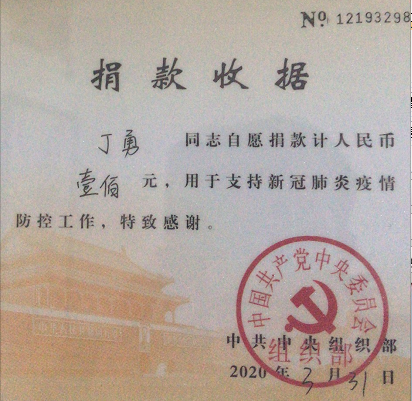 No 12193298
捐款收据
丁勇 同志自愿捐款计人民币
壹佰 元，用于支持新冠肺炎疫情
防控工作，特致感谢。
中国共产党中央委员会
组织部
中共中央组织部
2020年3月31日